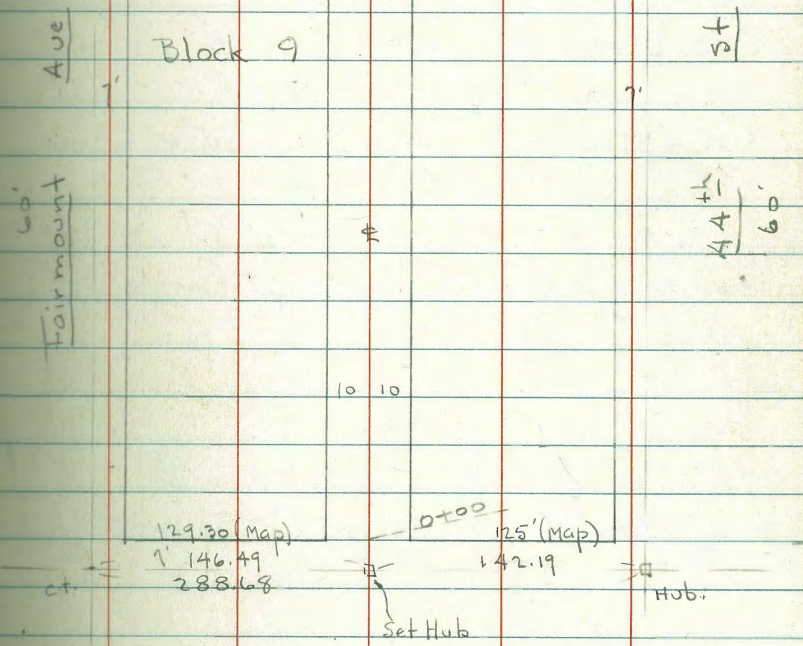 Ave
Block 9
St
7'
7'
60'
Fairmount
44th
60'
10 10
0+00
129.30 (Map)
125' (Map)
146.49
142.19
288.68
ct.
Hub.
Set Hub